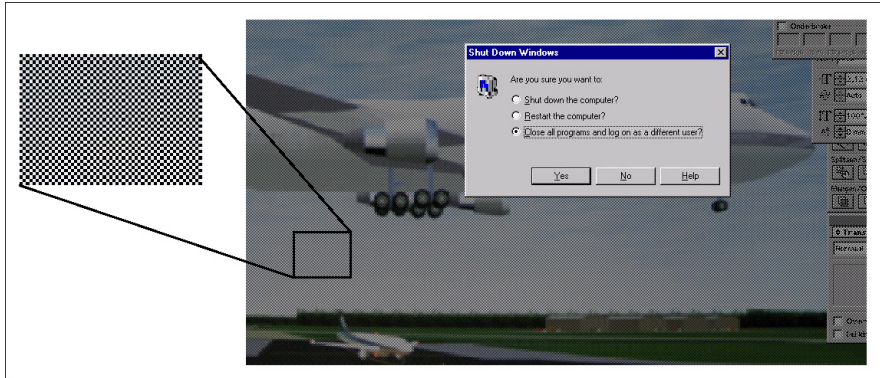 Shut Down Windows
Are you sure you want to:
Shut down the computer?
Restart the computer?
Close all programs and log on as a different user?
Yes
No
Help
Auto